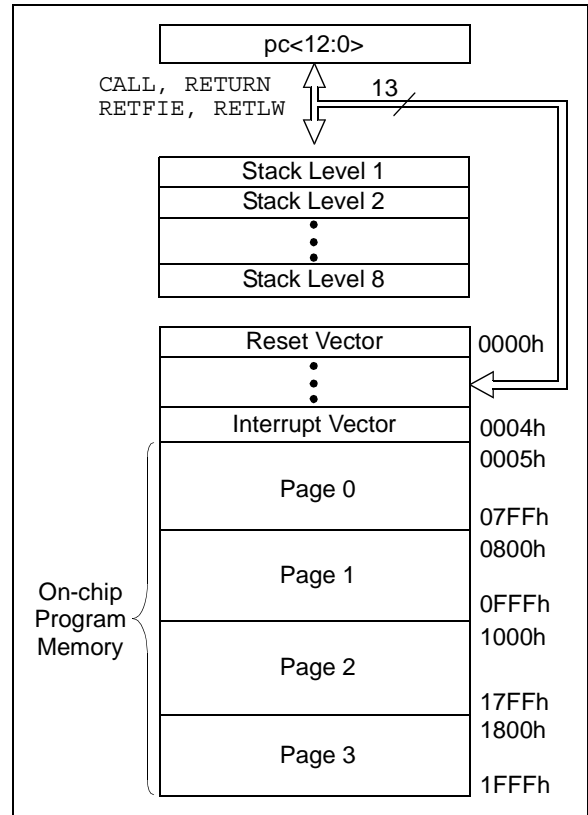 pc<12:0>
CALL, RETURN
RETFIE, RETLW
13
Stack Level 1
Stack Level 2
Stack Level 8
Reset Vector
0000h
Interrupt Vector
0004h
0005h
Page 0
07FFh
0800h
Page 1
0FFFh
On-chip
Program
Memory
1000h
Page 2
17FFh
1800h
Page 3
1FFFh